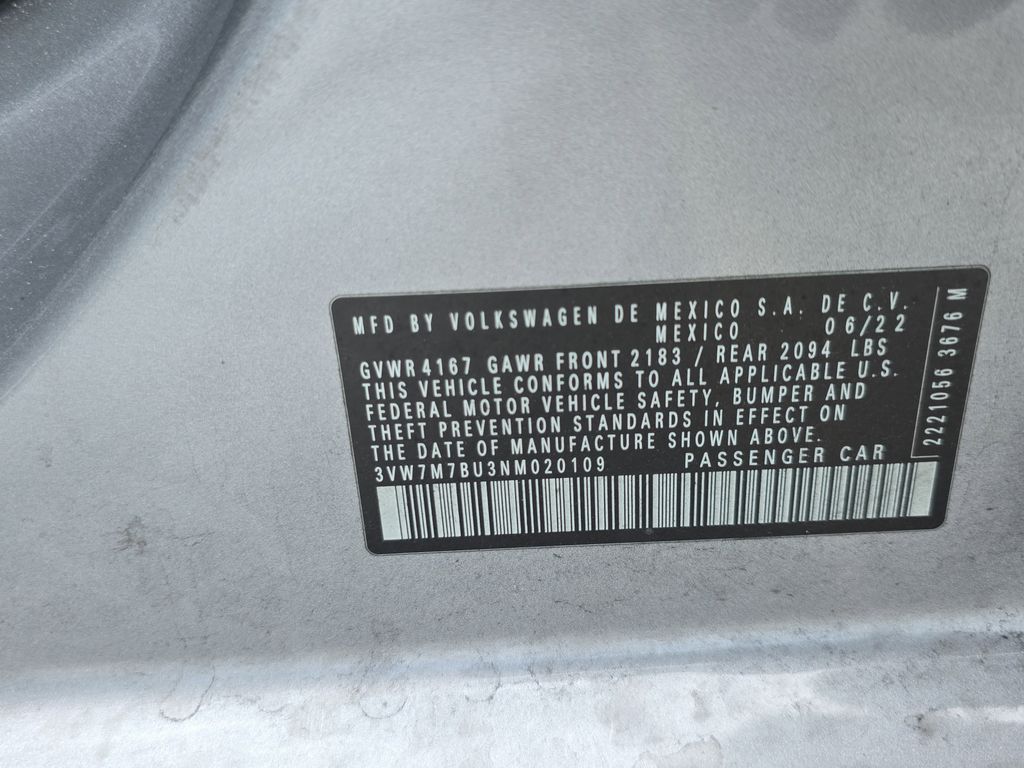 MFD BY VOLKSWAGEN DE MEXICO S.A. DE C.V.
MEXICO 06/22
GVWR 4167 GAWR FRONT 2183 / REAR 2094 LBS
THIS VEHICLE CONFORMS TO ALL APPLICABLE U.S.
FEDERAL MOTOR VEHICLE SAFETY, BUMPER AND
THEFT PREVENTION STANDARDS IN EFFECT ON
THE DATE OF MANUFACTURE SHOWN ABOVE.
3VW7M7BU3NM020109 PASSENGER CAR
2221056 3676 M